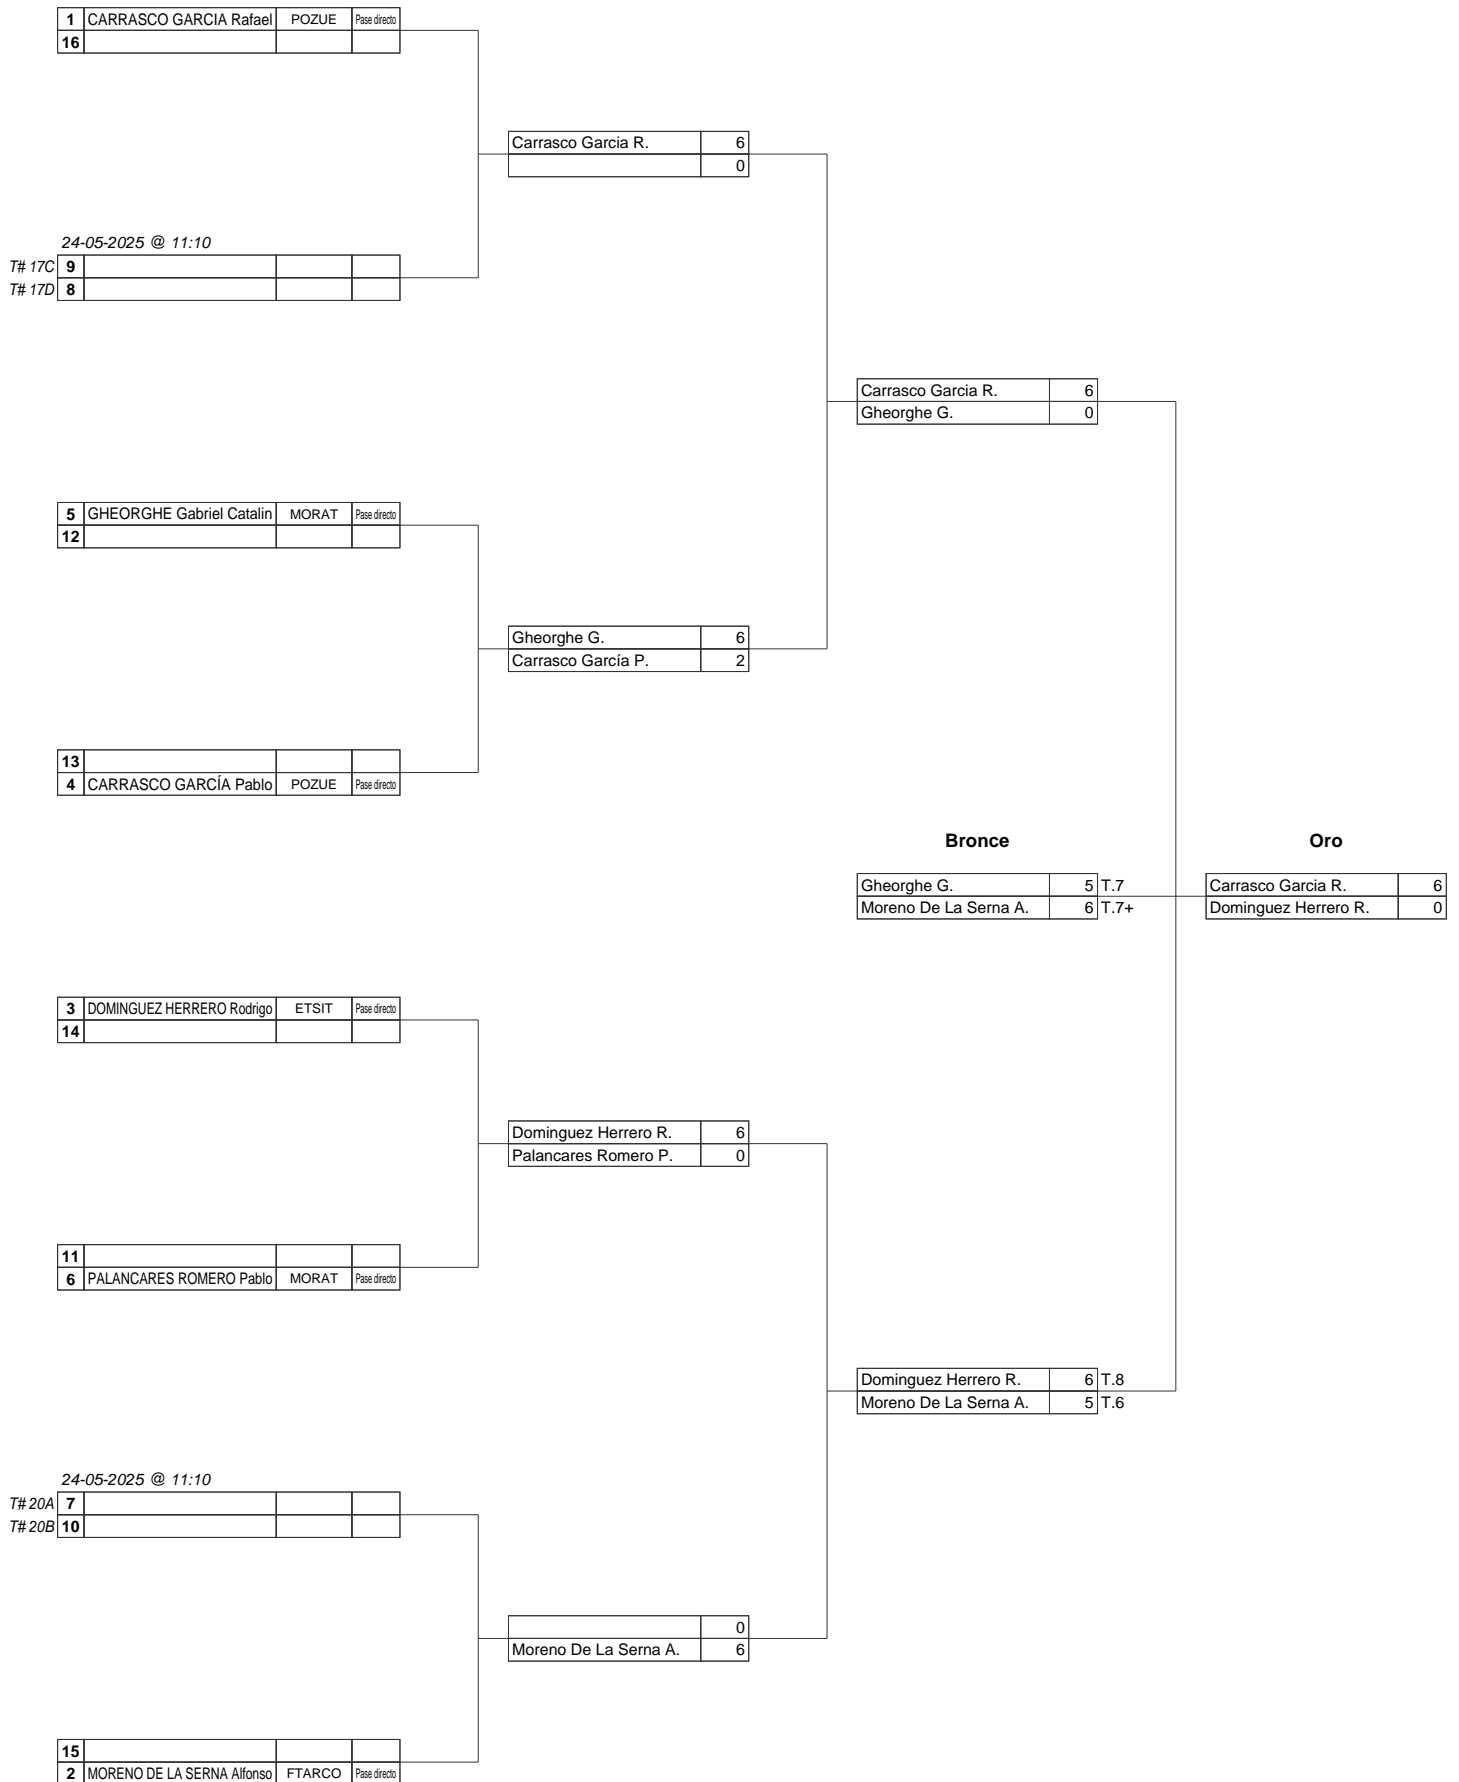 1 CARRASCO GARCIA Rafael POZUE Pase directo
16
Carrasco Garcia R. 6
0
24-05-2025 @ 11:10
T# 17C 9
T# 17D 8
Carrasco Garcia R. 6
Gheorghe G. 0
5 GHEORGHE Gabriel Catalin MORAT Pase directo
12
Gheorghe G. 6
Carrasco García P. 2
13
4 CARRASCO GARCÍA Pablo POZUE Pase directo
Bronce Oro
Gheorghe G. 5 T.7 Carrasco Garcia R. 6
Moreno De La Serna A. 6 T.7+ Dominguez Herrero R. 0
3 DOMINGUEZ HERRERO Rodrigo ETSIT Pase directo
14
Dominguez Herrero R. 6
Palancares Romero P. 0
11
6 PALANCARES ROMERO Pablo MORAT Pase directo
Dominguez Herrero R. 6 T.8
Moreno De La Serna A. 5 T.6
24-05-2025 @ 11:10
T# 20A 7
T# 20B 10
0
Moreno De La Serna A. 6
15
2 MORENO DE LA SERNA Alfonso FTARCO Pase directo